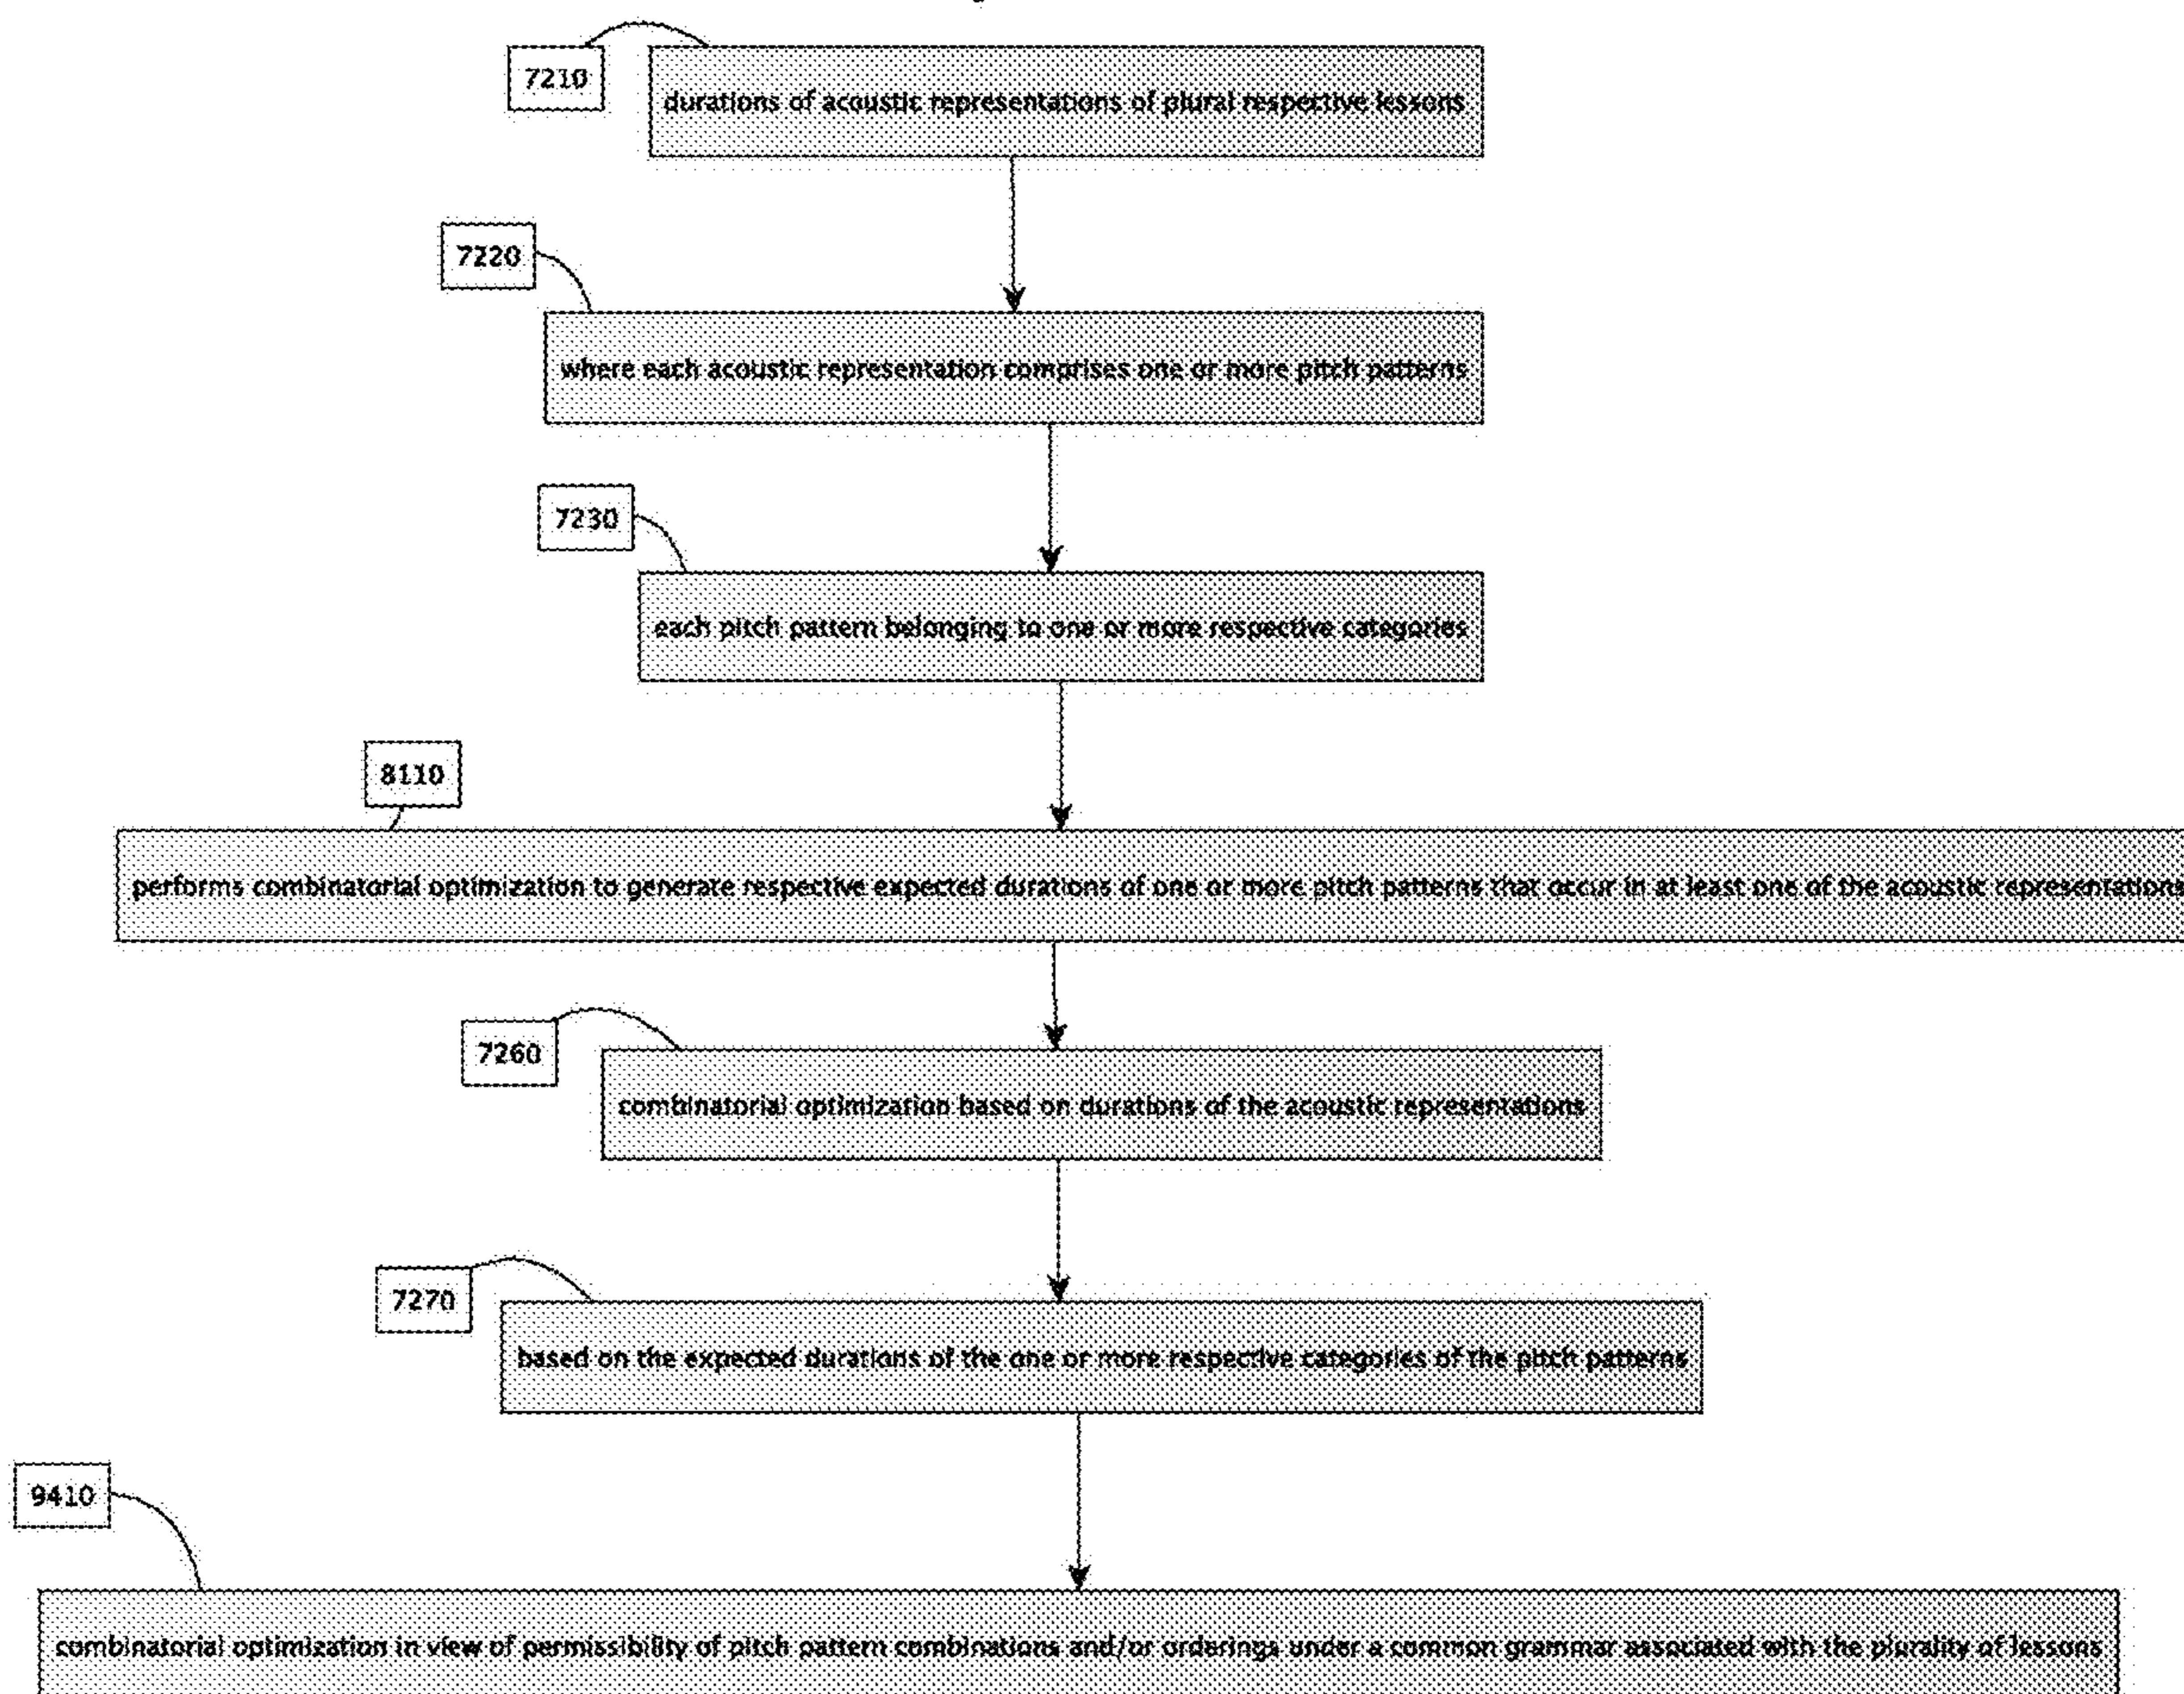 7210
durations of acoustic representations of plural respective lessons
7220
where each acoustic representation comprises one or more pitch patterns
7230
each pitch pattern belonging to one or more respective categories
8110
performs combinatorial optimization to generate respective expected durations of one or more pitch patterns that occur in at least one of the acoustic representations
7260
combinatorial optimization based on durations of the acoustic representations
7270
based on the expected durations of the one or more respective categories of the pitch patterns
9410
combinatorial optimization in view of permissibility of pitch pattern combinations and/or orderings under a common grammar associated with the plurality of lessons